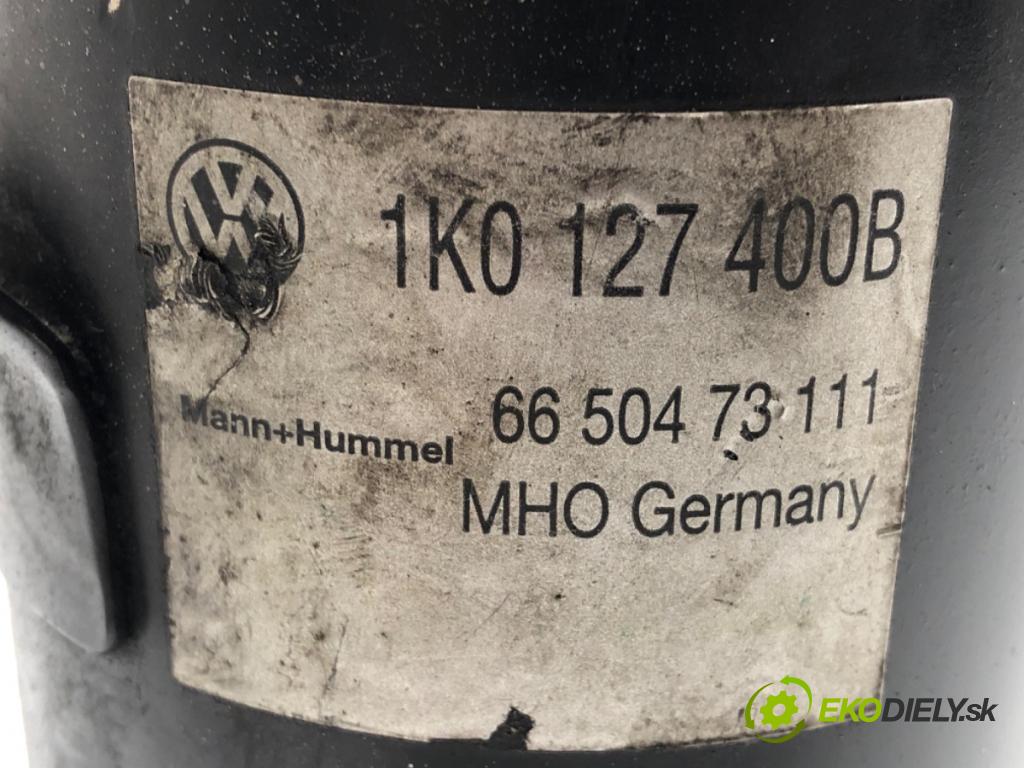 1K0 127 400B
66 504 73 111
Mann+Hummel
MHO Germany
EKODIELY.sk